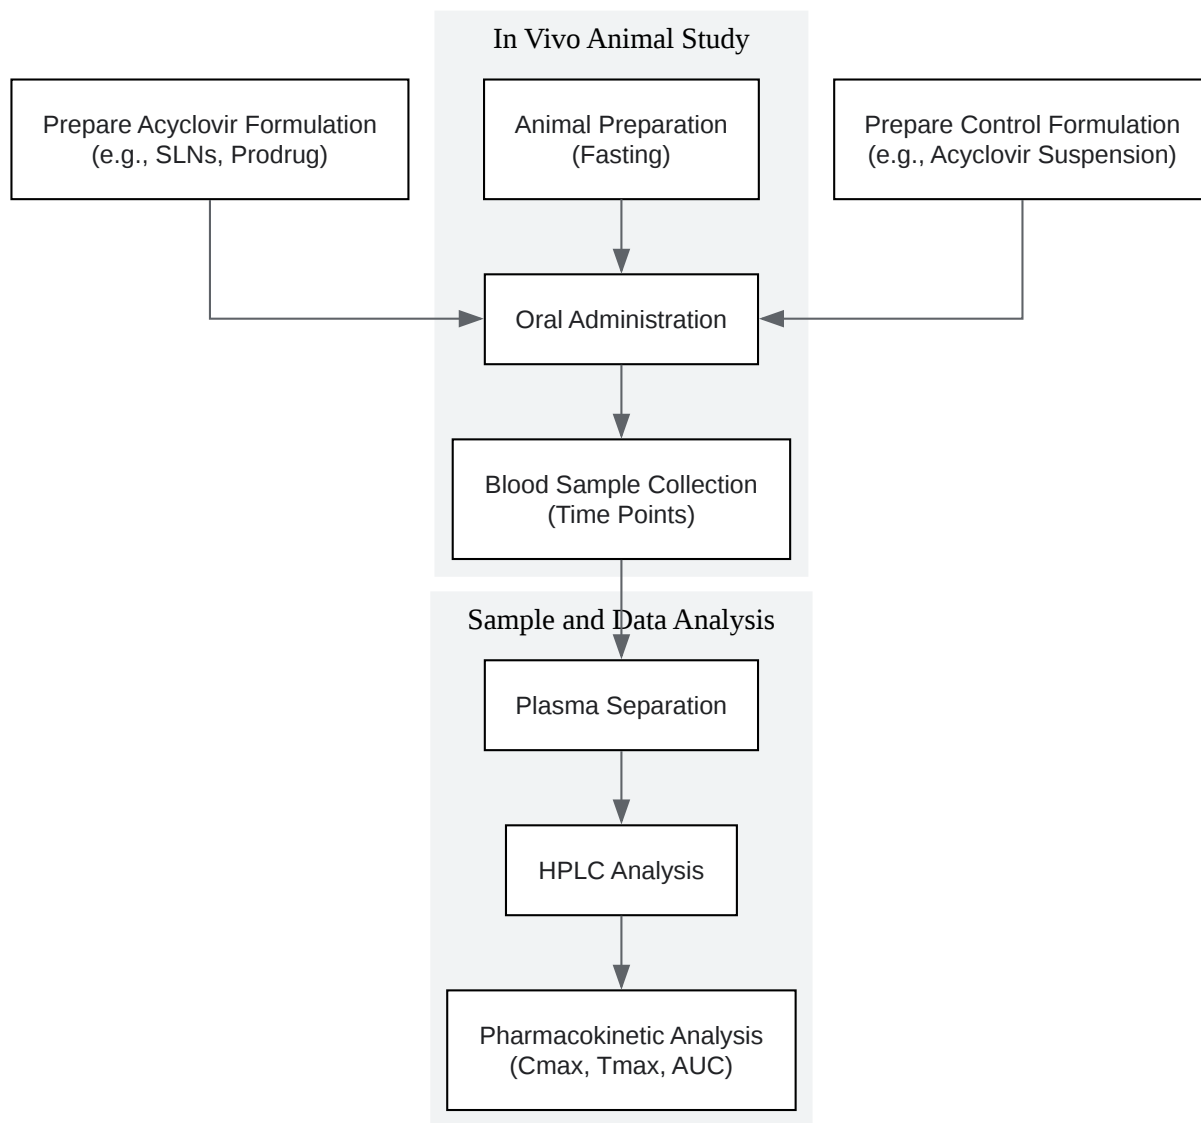 In Vivo Animal Study
Prepare Acyclovir Formulation
(e.g., SLNs, Prodrug)
Animal Preparation
(Fasting)
Prepare Control Formulation
(e.g., Acyclovir Suspension)
Oral Administration
Blood Sample Collection
(Time Points)
Sample and Data Analysis
Plasma Separation
HPLC Analysis
Pharmacokinetic Analysis
(Cmax, Tmax, AUC)